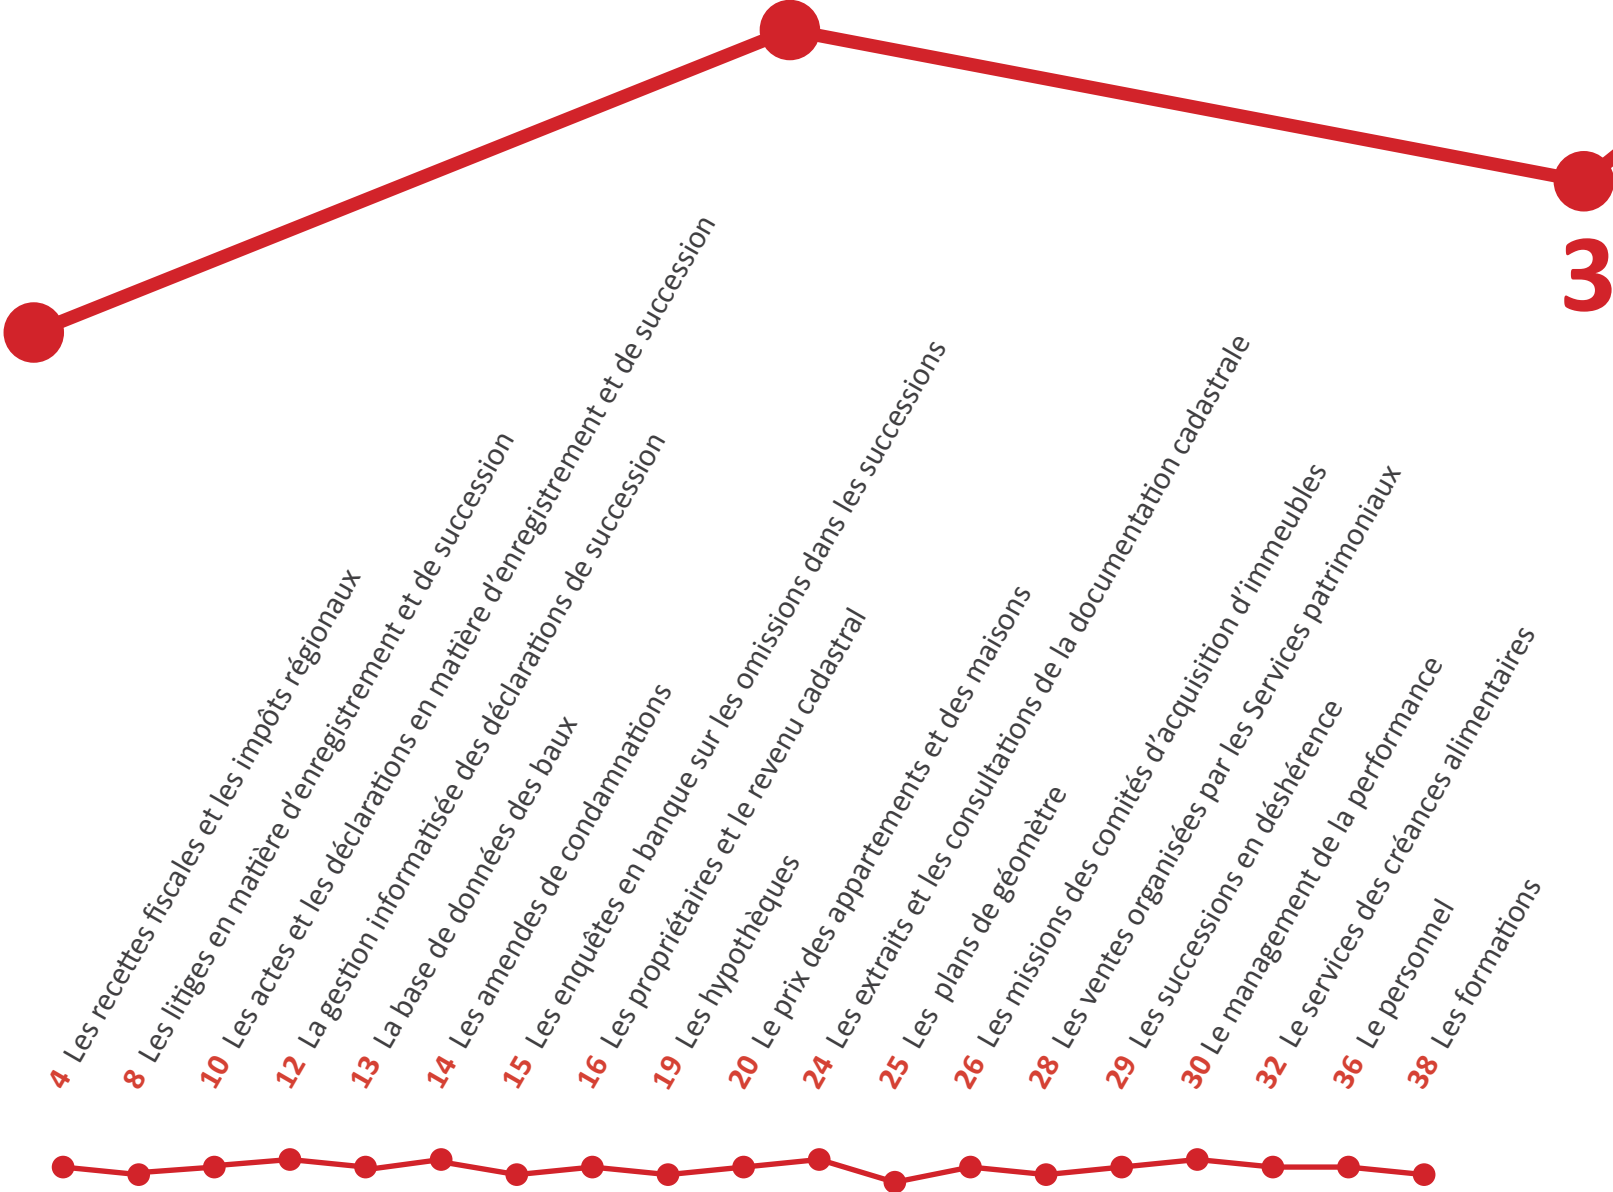 3
4 Les recettes fiscales et les impôts régionaux
8 Les litiges en matière d'enregistrement et de succession
10 Les actes et les déclarations en matière d'enregistrement et de succession
12 La gestion informatisée des déclarations de succession
13 La base de données des baux
14 Les amendes de condamnations
15 Les enquêtes en banque sur les omissions dans les successions
16 Les propriétaires et le revenu cadastral
19 Les hypothèques
20 Le prix des appartements et des maisons
24 Les extraits et les consultations de la documentation cadastrale
25 Les plans de géomètre
26 Les missions des comités d'acquisition d'immeubles
28 Les ventes organisées par les Services patrimoniaux
29 Les successions en déshérence
30 Le management de la performance
32 Le services des créances alimentaires
36 Le personnel
38 Les formations